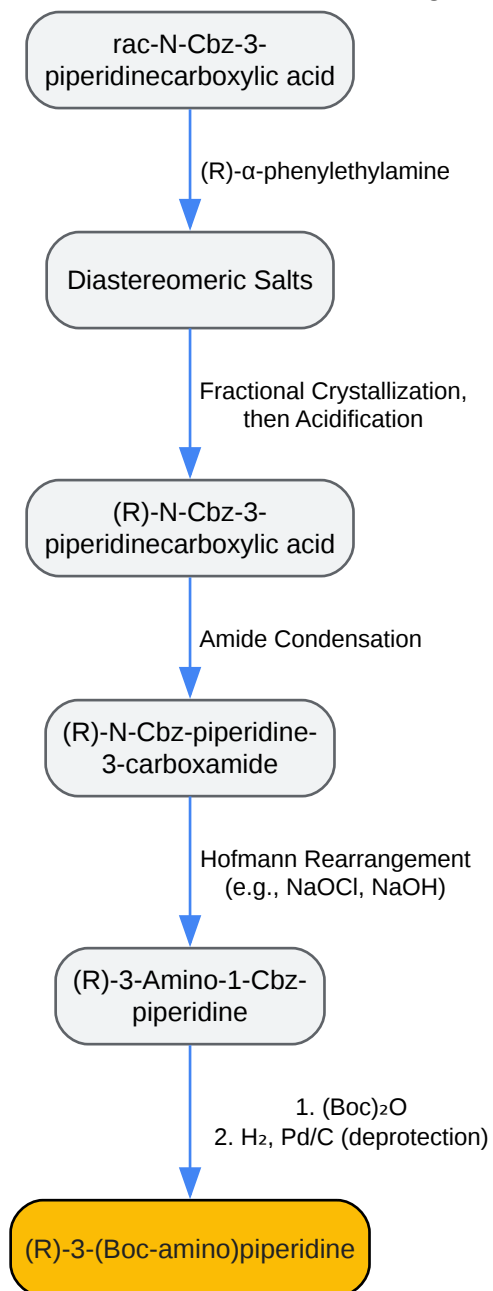 rac-N-Cbz-3-
piperidinecarboxylic acid
(R)-α-phenylethylamine
Diastereomeric Salts
Fractional Crystallization,
then Acidification
(R)-N-Cbz-3-
piperidinecarboxylic acid
Amide Condensation
(R)-N-Cbz-piperidine-
3-carboxamide
Hofmann Rearrangement
(e.g., NaOCl, NaOH)
(R)-3-Amino-1-Cbz-
piperidine
1. (Boc)₂O
2. H₂, Pd/C (deprotection)
(R)-3-(Boc-amino)piperidine